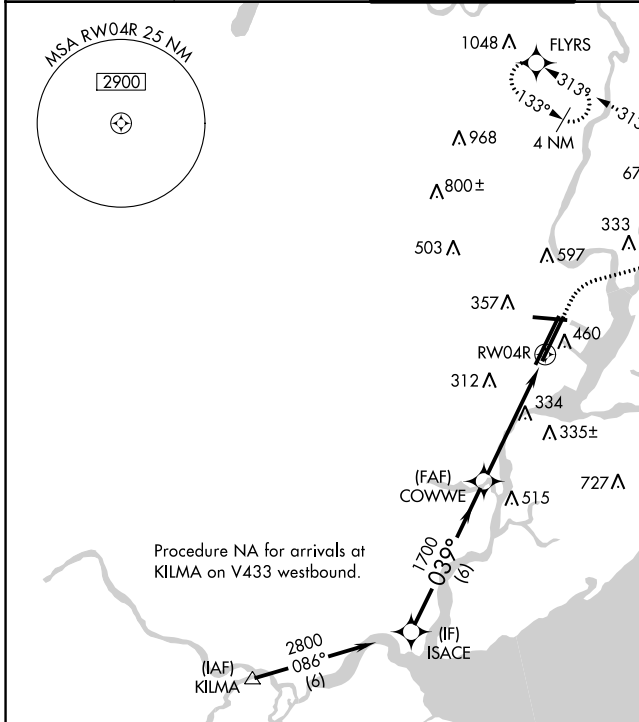 MSA RW04R 25 NM
2900
1048
FLYRS
313°
133°
313
4 NM
968
67
800±
333
503
597
357
460
RW04R
312
334
335±
(FAF)
COWWE
727
515
1700
039°
(6)
Procedure NA for arrivals at
KILMA on V433 westbound.
(IF)
ISACE
2800
086°
(6)
(IAF)
KILMA